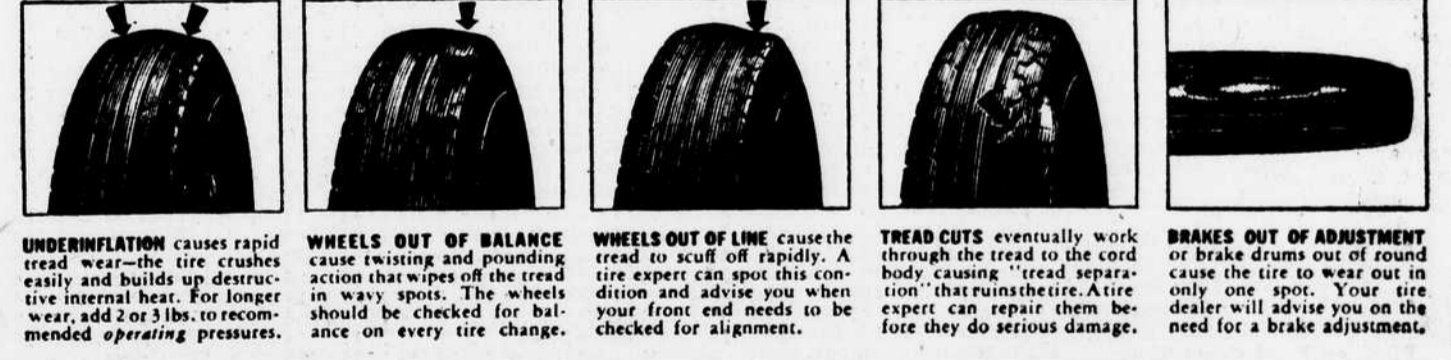 UNDERINFLATION causes rapid
tread wear—the tire crushes
easily and builds up destruc-
tive internal heat. For longer
wear, add 2 or 3 lbs. to recom-
mended operating pressures.
WHEELS OUT OF BALANCE
cause twisting and pounding
action that wipes off the tread
in wavy spots. The wheels
should be checked for bal-
ance on every tire change.
WHEELS OUT OF LINE cause the
tread to scuff off rapidly. A
tire expert can spot this con-
dition and advise you when
your front end needs to be
checked for alignment.
TREAD CUTS eventually work
through the tread to the cord
body causing "tread separa-
tion" that ruins the tire. A tire
expert can repair them be-
fore they do serious damage.
BRAKES OUT OF ADJUSTMENT
or brake drums out of round
cause the tire to wear out in
only one spot. Your tire
dealer will advise you on the
need for a brake adjustment.